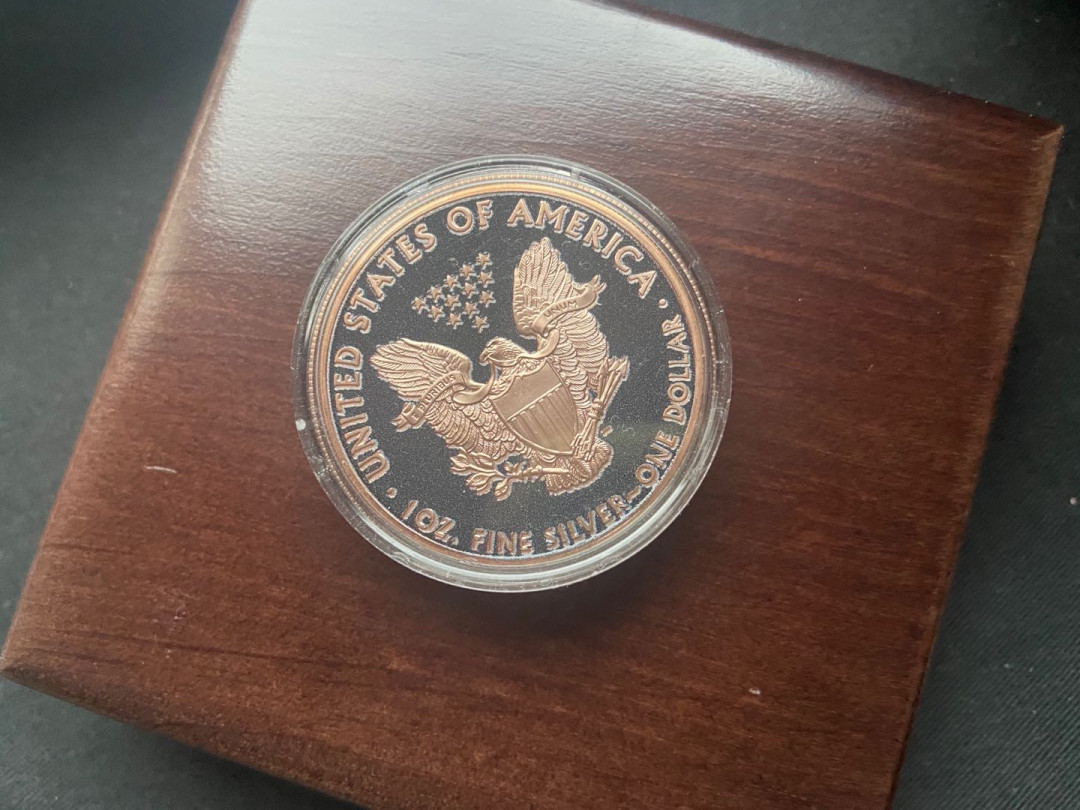 UNITED STATES OF AMERICA
1 OZ. FINE SILVER~ONE DOLLAR